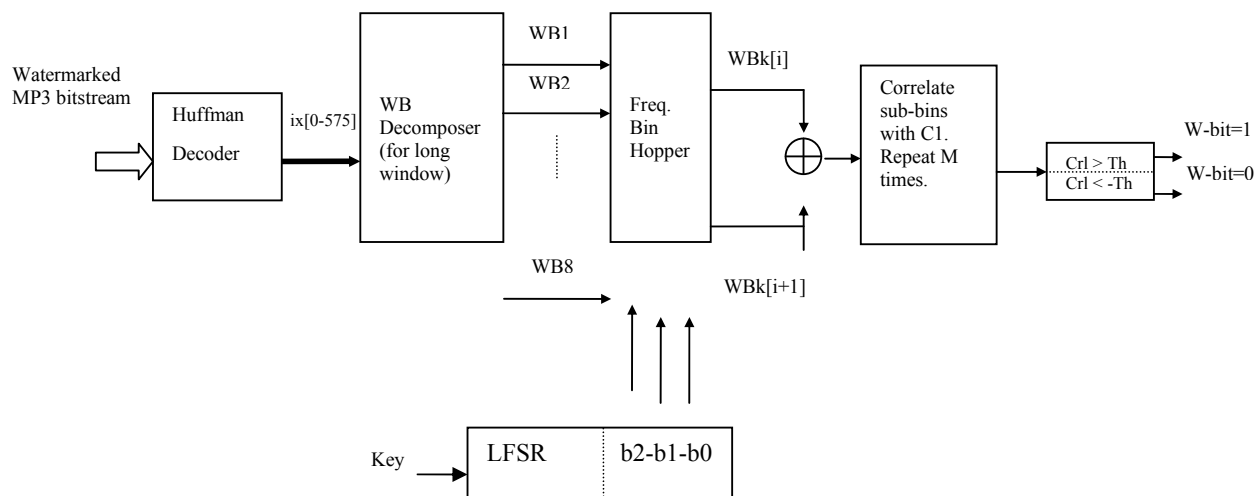 Watermarked
MP3 bitstream
Huffman
Decoder
ix[0-575]
WB
Decomposer
(for long
window)
WB1
WB2
WB8
Freq.
Bin
Hopper
WBk[i]
WBk[i+1]
Correlate
sub-bins
with C1.
Repeat M
times.
Crl > Th
Crl < -Th
W-bit=1
W-bit=0
Key
LFSR
b2-b1-b0